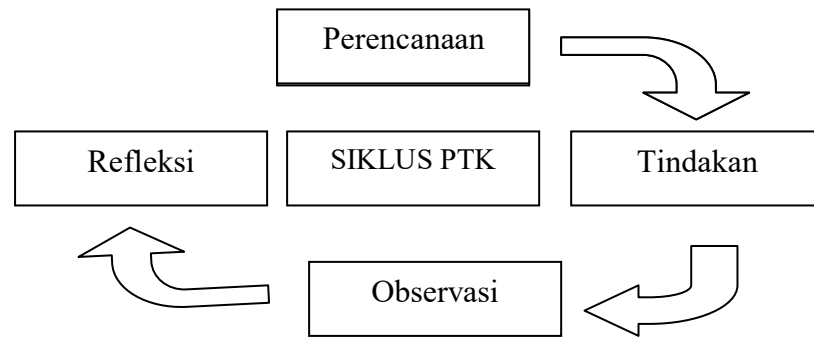 Perencanaan
Refleksi
SIKLUS PTK
Tindakan
Observasi